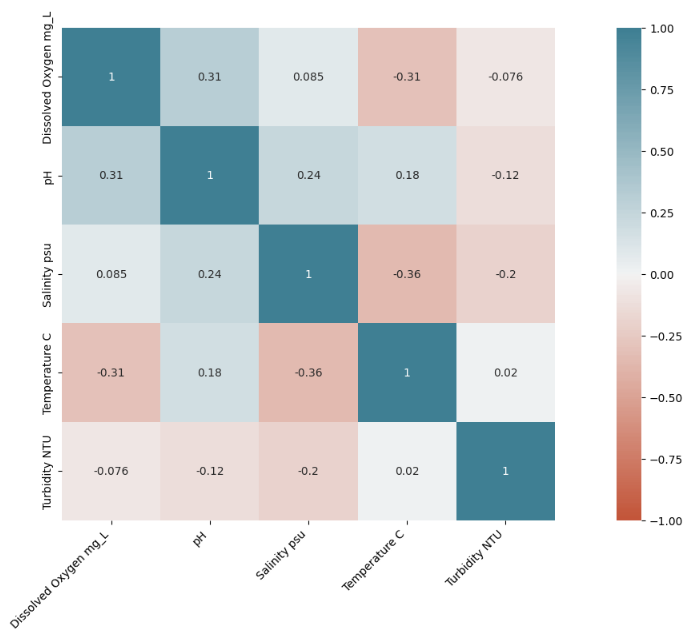 Dissolved Oxygen mg_L 1 0.31 0.085 -0.31 -0.076
pH 0.31 1 0.24 0.18 -0.12
Salinity psu 0.085 0.24 1 -0.36 -0.2
Temperature C -0.31 0.18 -0.36 1 0.02
Turbidity NTU -0.076 -0.12 -0.2 0.02 1
Dissolved Oxygen mg_L
pH
Salinity psu
Temperature C
Turbidity NTU
1.00
0.75
0.50
0.25
0.00
−0.25
−0.50
−0.75
−1.00